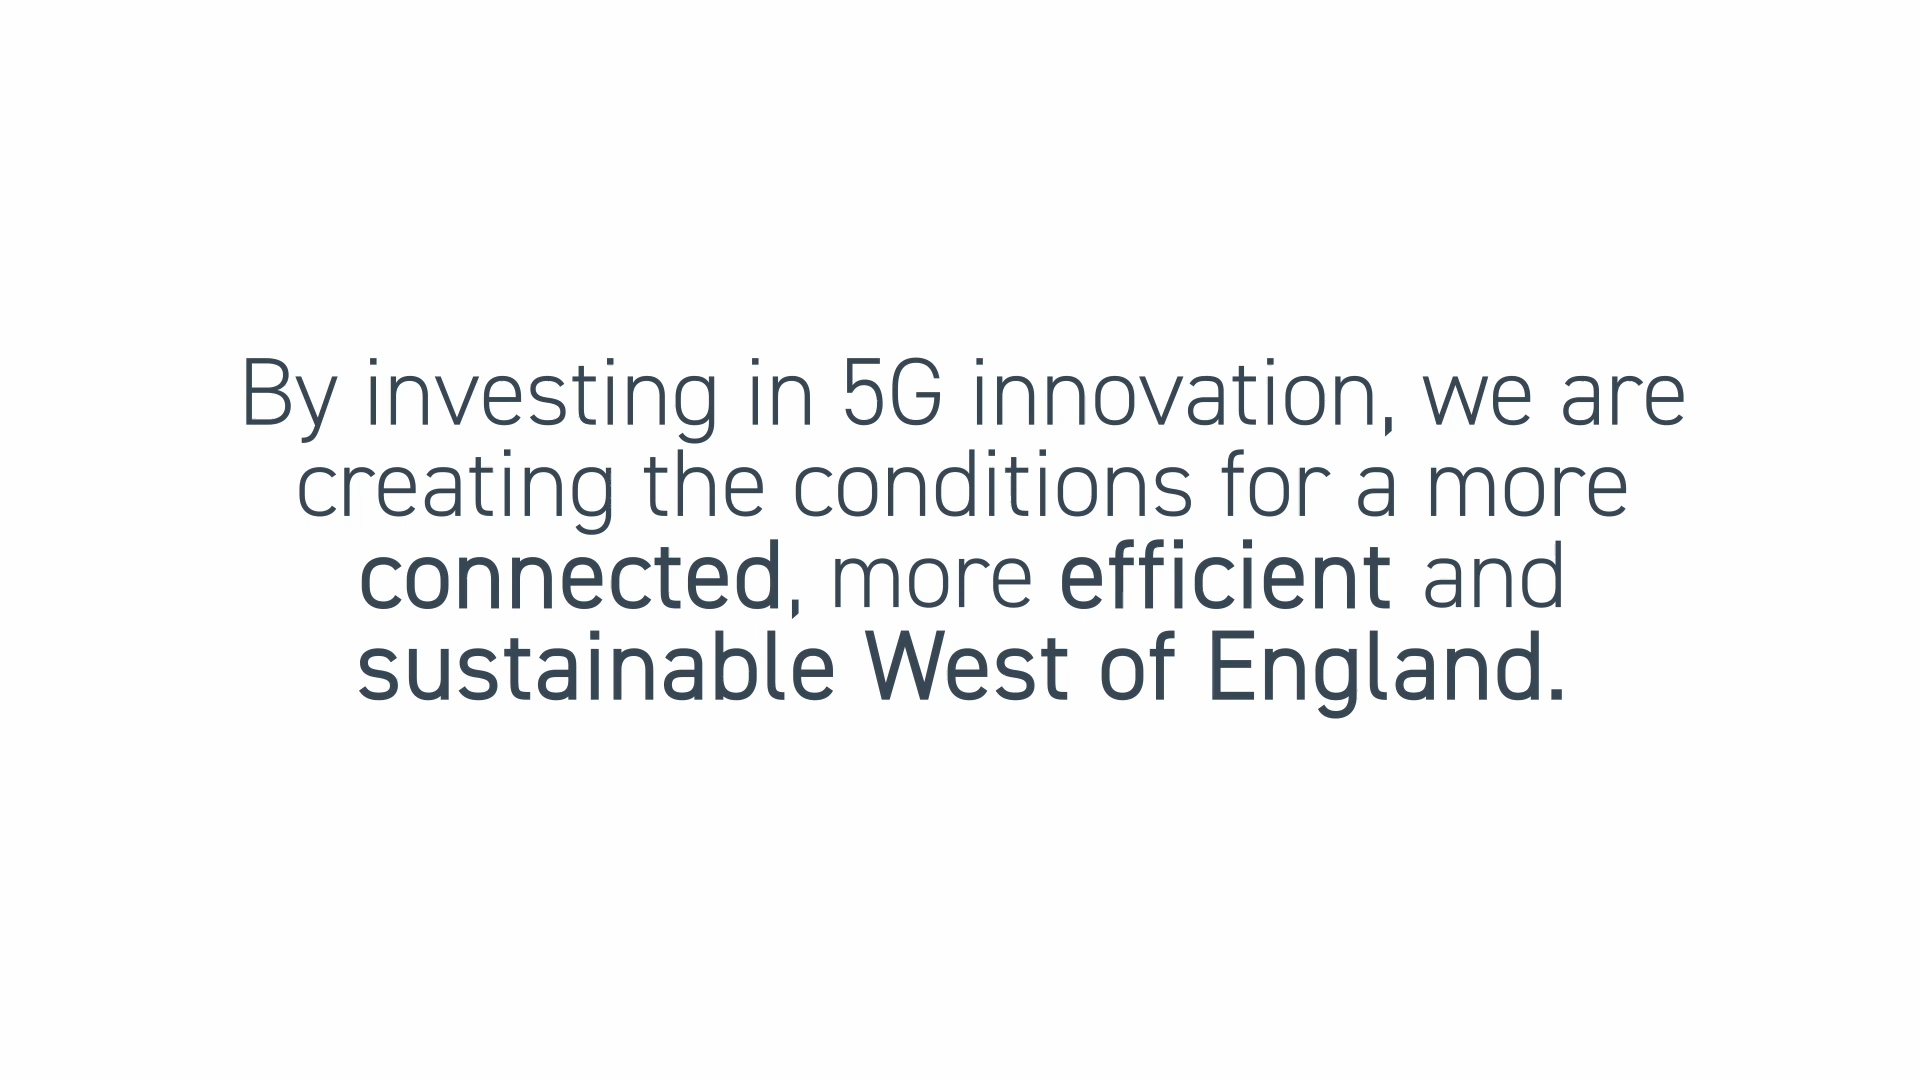 By investing in 5G innovation, we are
creating the conditions for a more
connected, more efficient and
sustainable West of England.